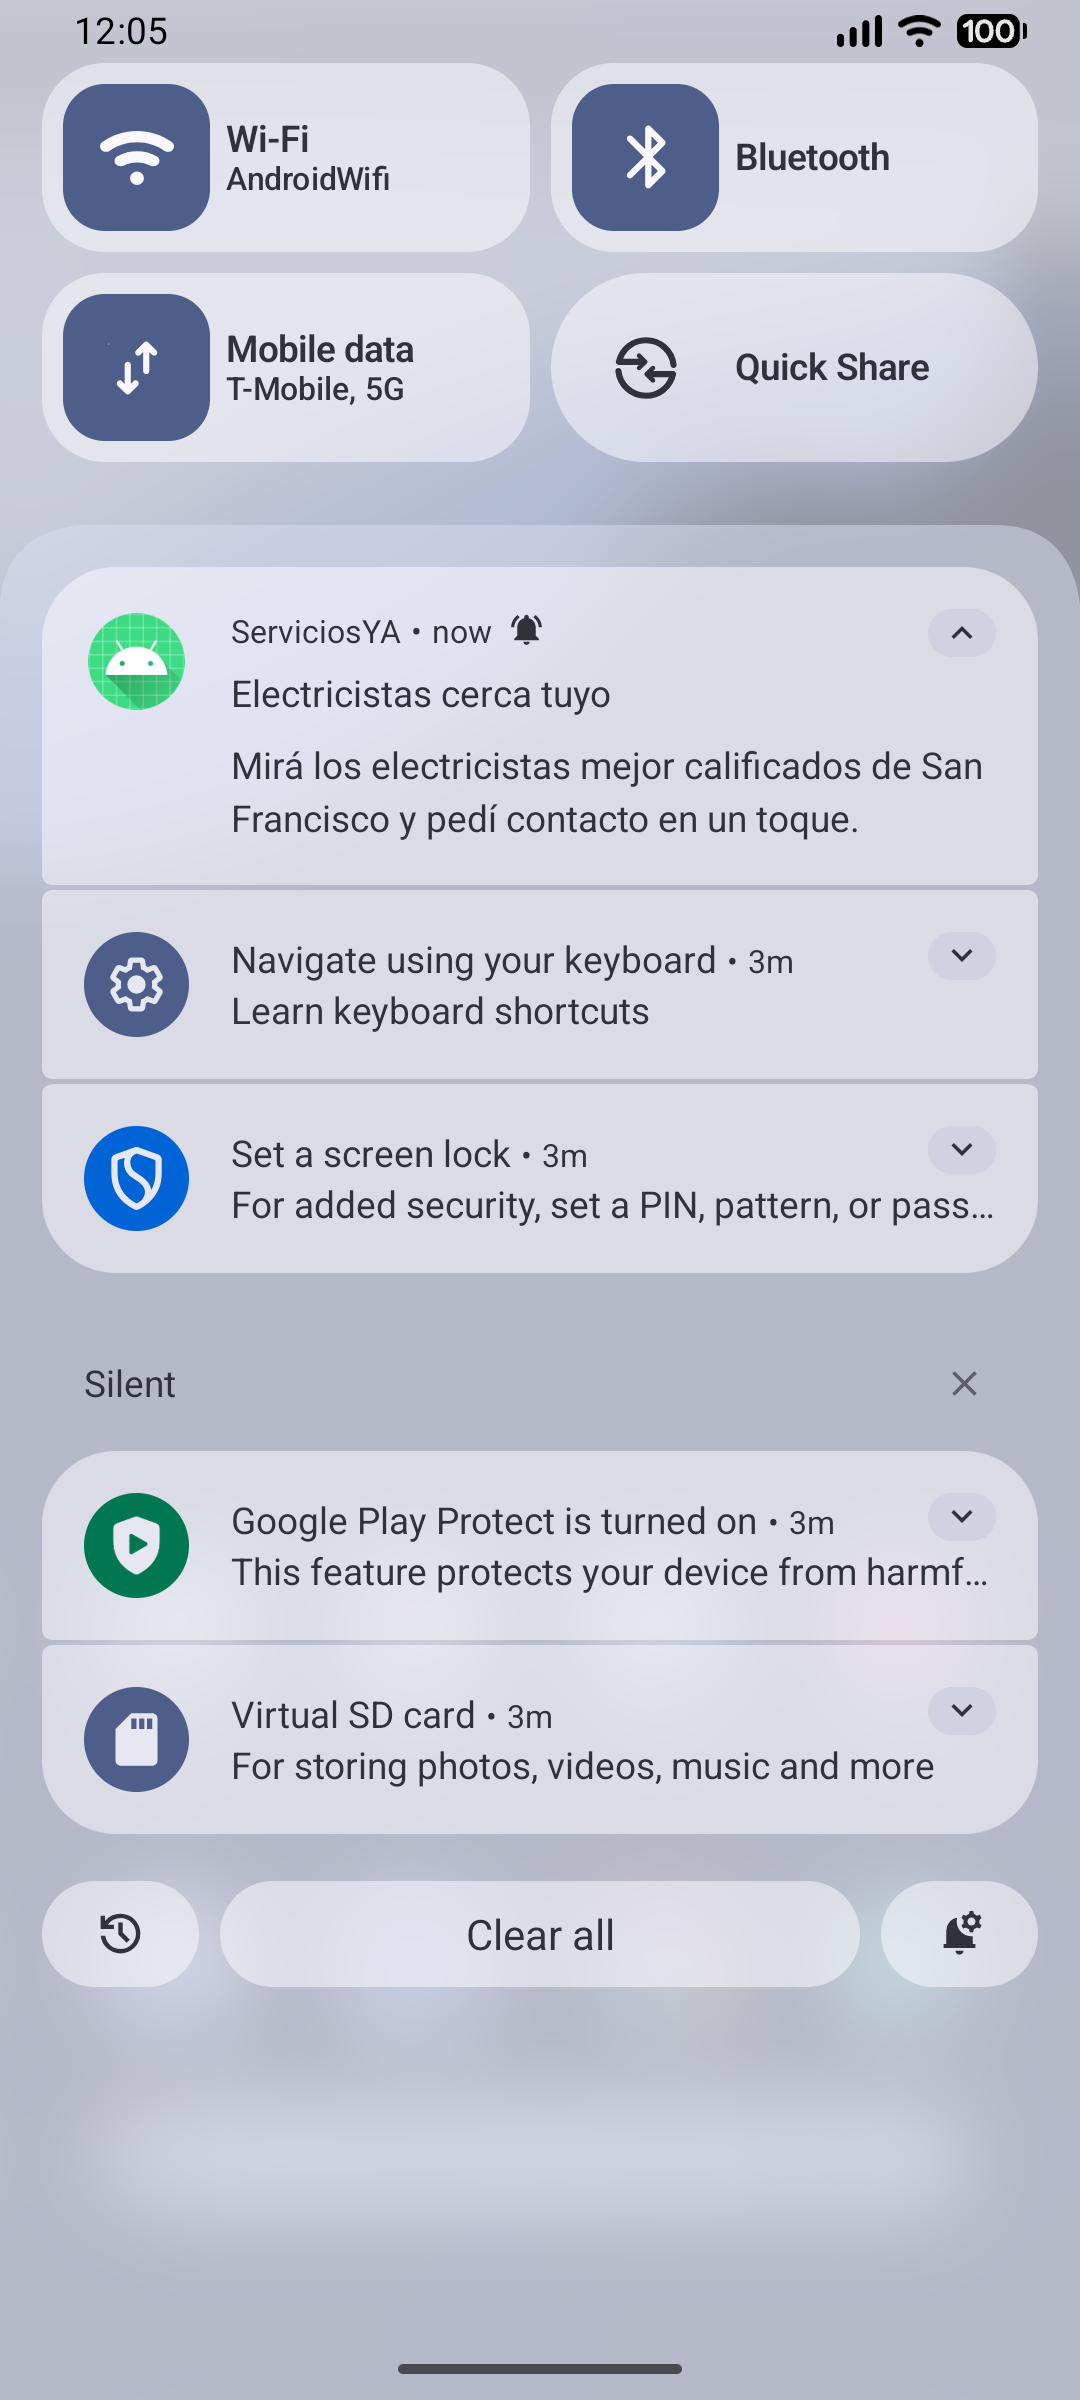 12:05
100
Wi-Fi
AndroidWifi
Bluetooth
Mobile data
T-Mobile, 5G
Quick Share
ServiciosYA • now
Electricistas cerca tuyo
Mirá los electricistas mejor calificados de San
Francisco y pedí contacto en un toque.
Navigate using your keyboard • 3m
Learn keyboard shortcuts
Set a screen lock • 3m
For added security, set a PIN, pattern, or pass…
Silent
Google Play Protect is turned on • 3m
This feature protects your device from harmf…
Virtual SD card • 3m
For storing photos, videos, music and more
Clear all